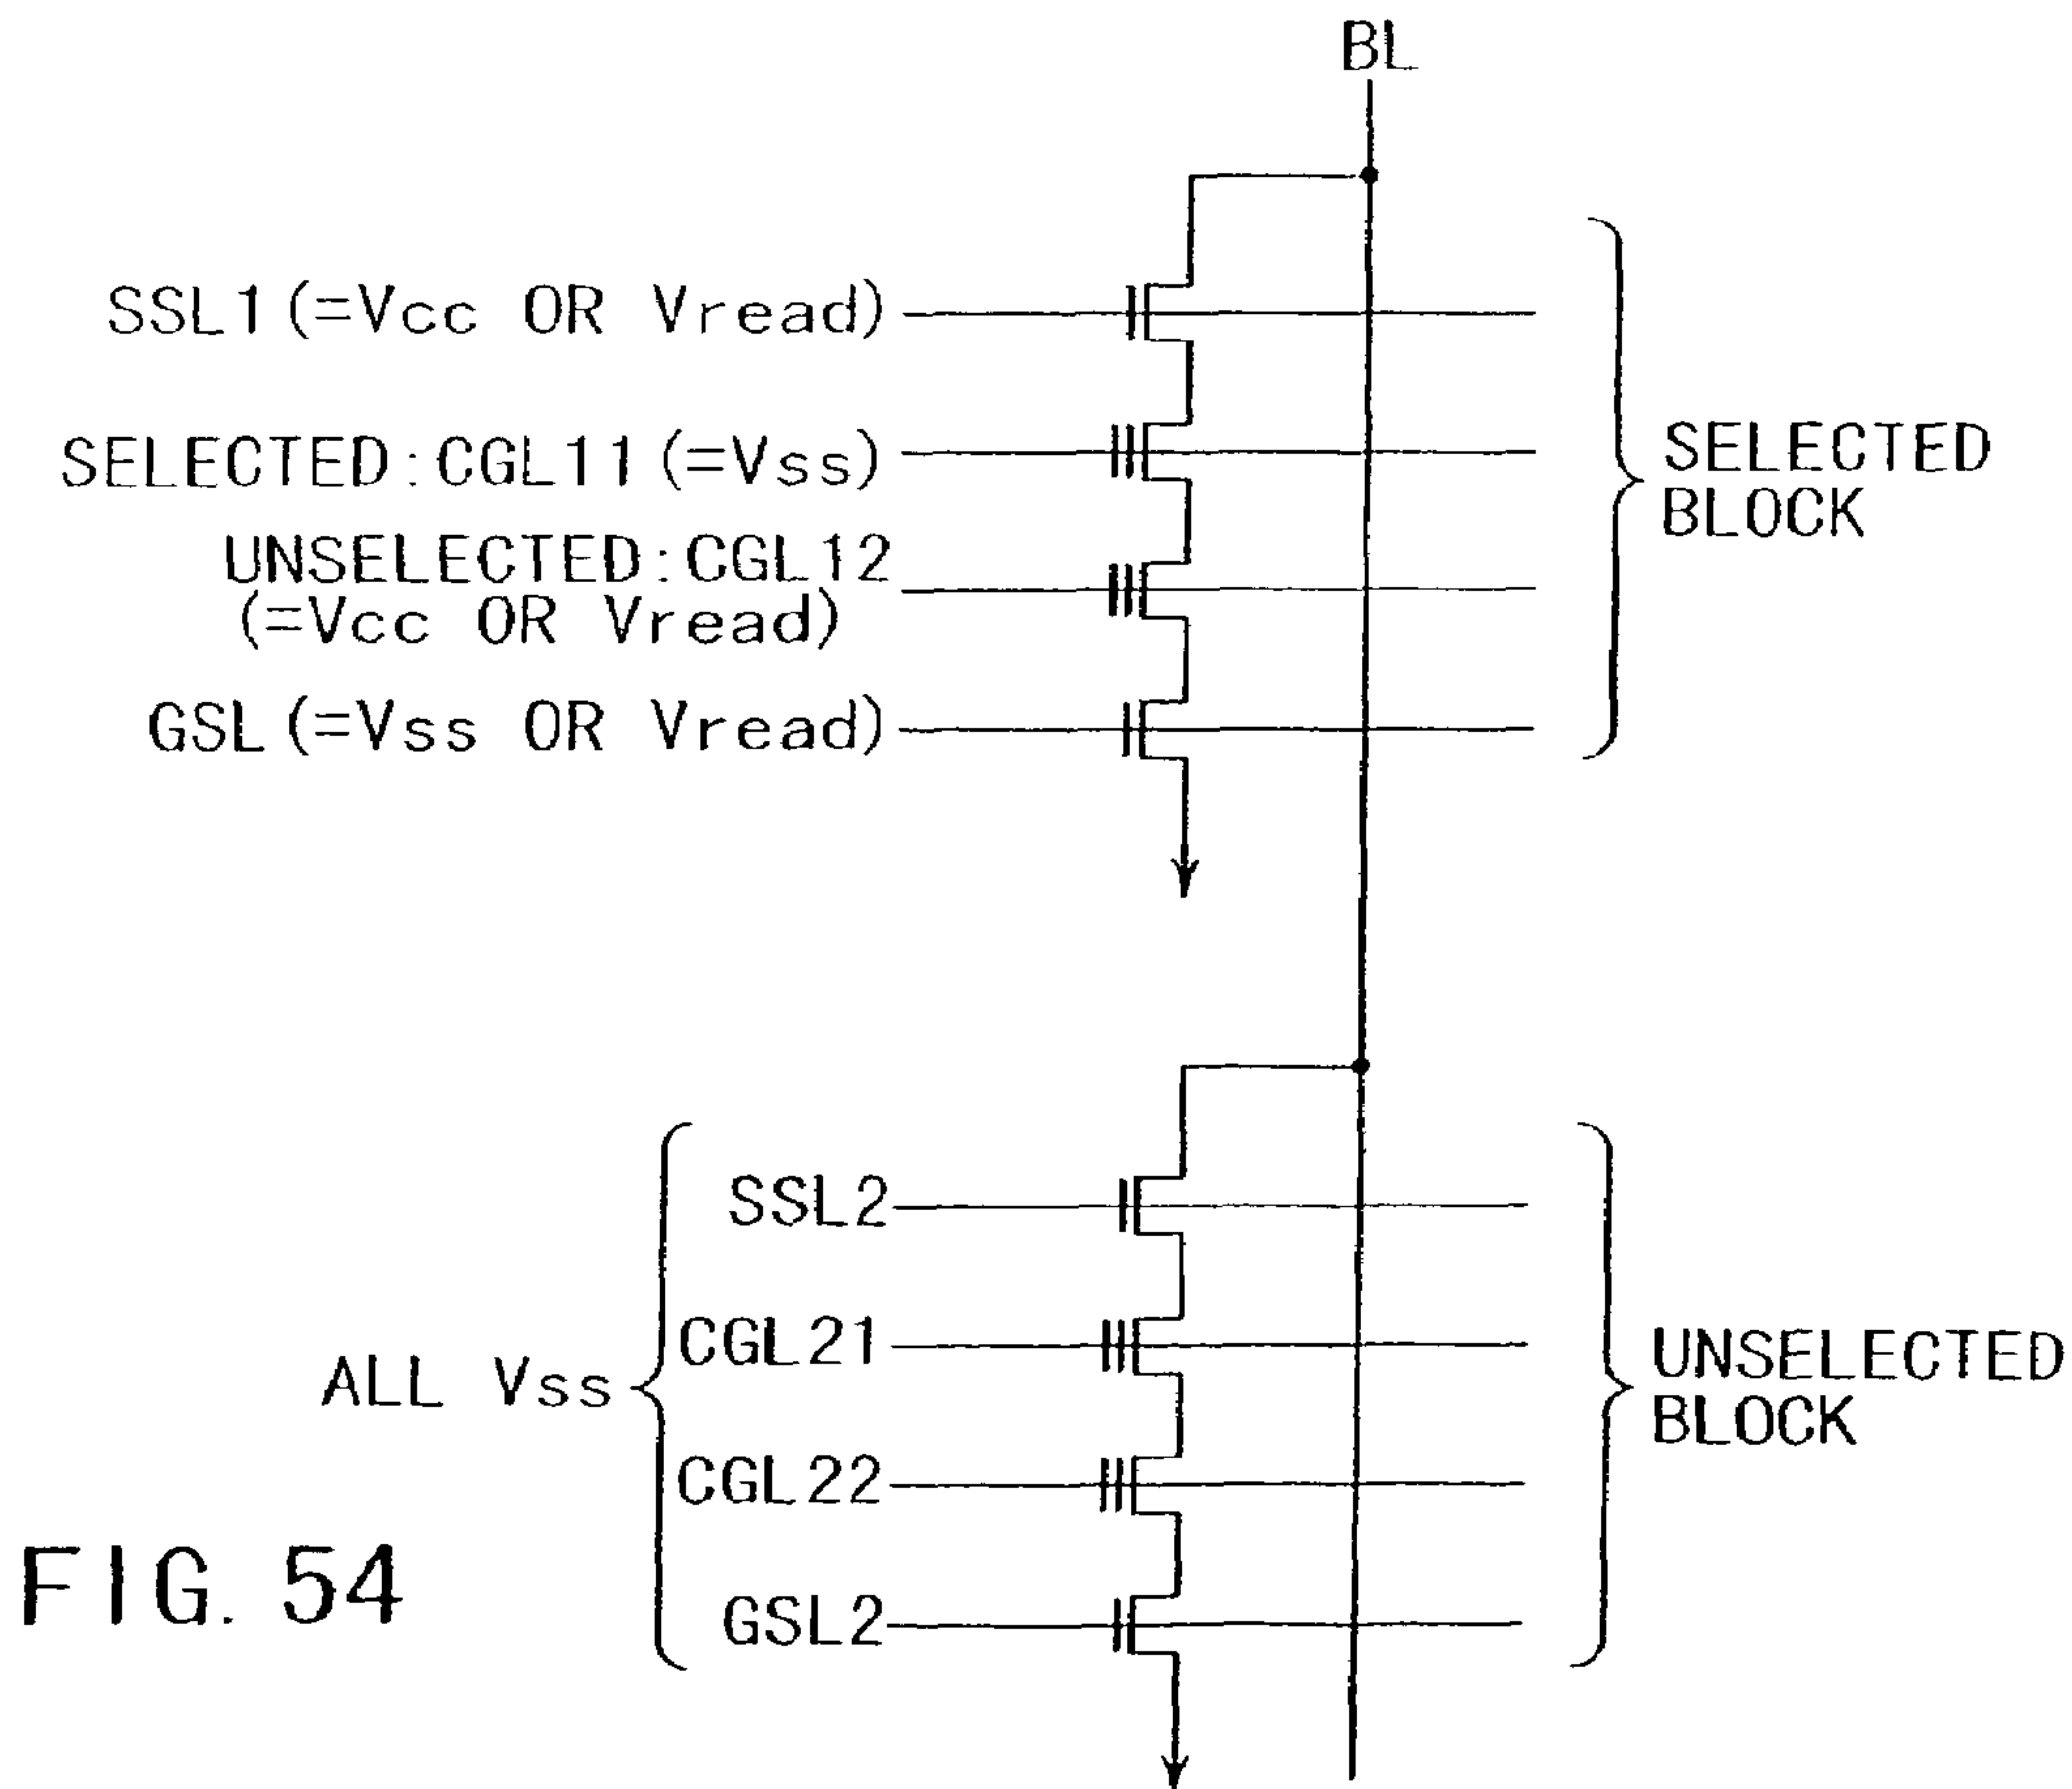 BL
SSL1(=Vcc OR Vread)
SELECTED:CGL11(=Vss)
UNSELECTED:CGL12
(=Vcc OR Vread)
GSL(=Vss OR Vread)
SELECTED
BLOCK
ALL Vss
SSL2
CGL21
CGL22
GSL2
UNSELECTED
BLOCK
FIG. 54